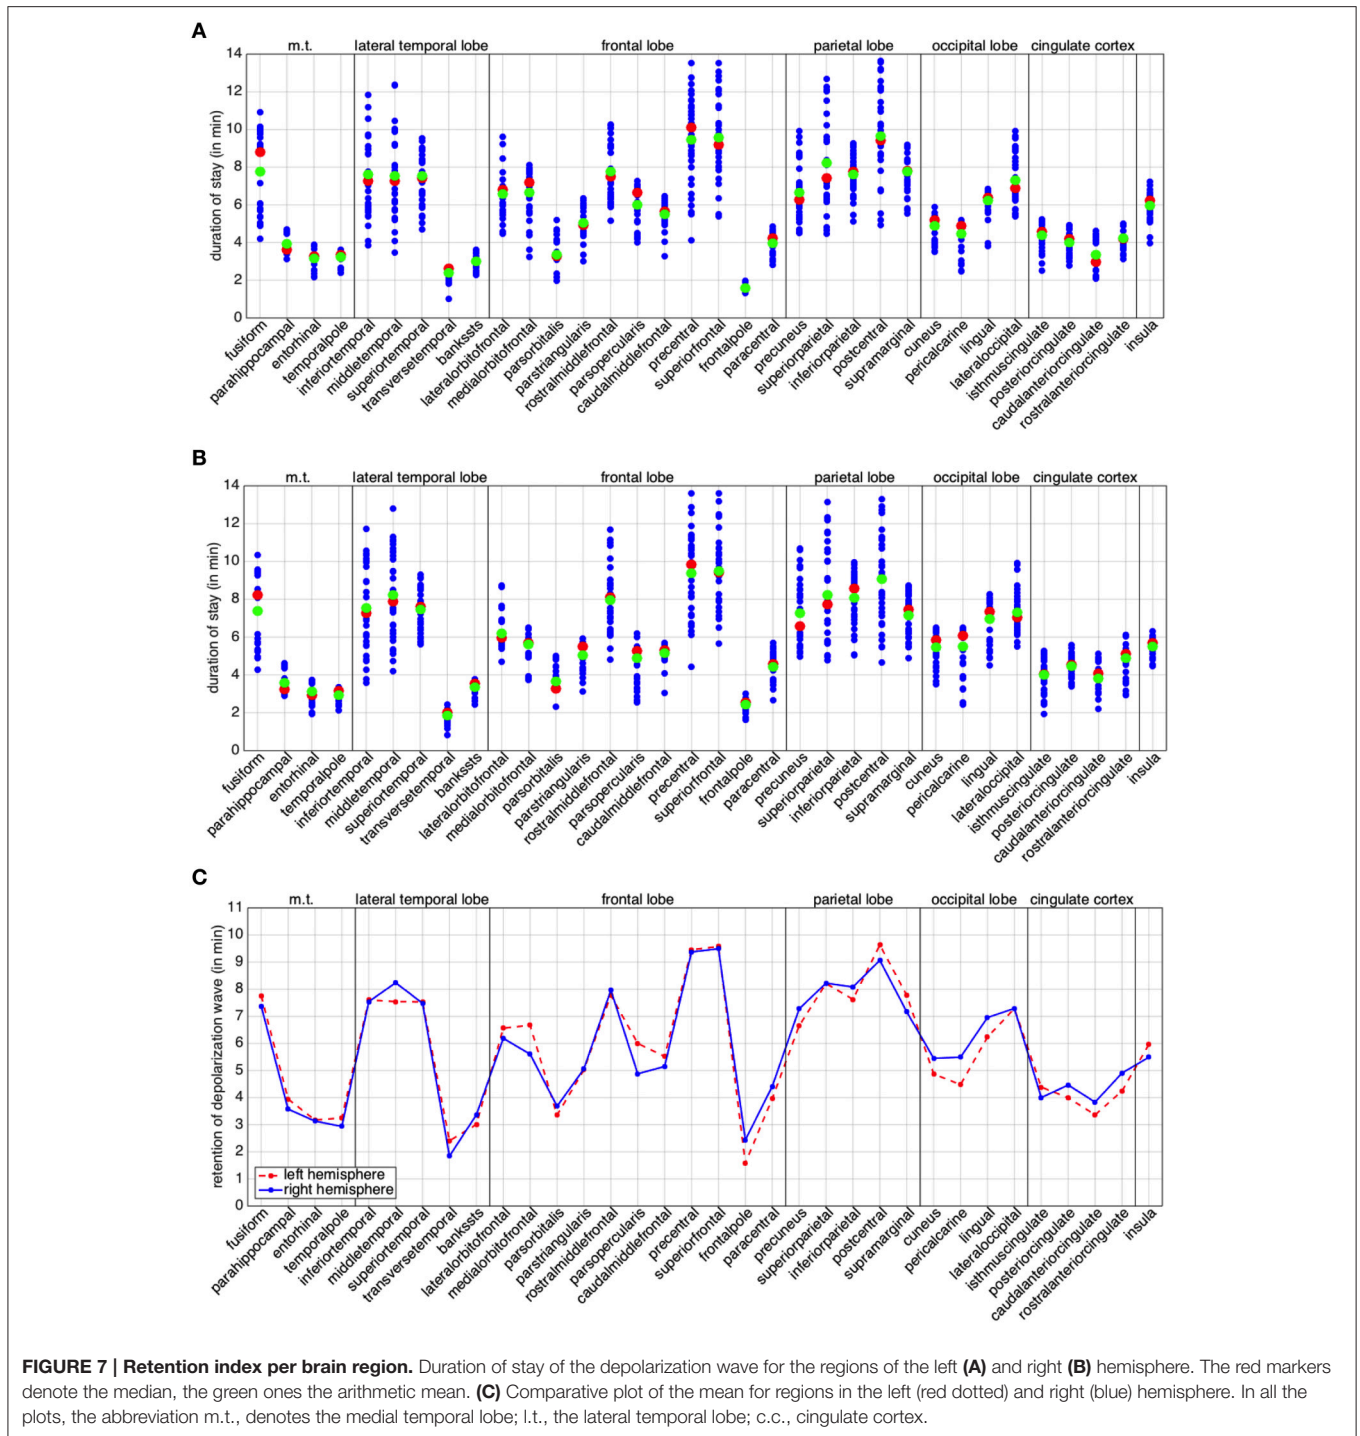 A
m.t. lateral temporal lobe frontal lobe parietal lobe occipital lobe cingulate cortex
14
12
10
8
6
4
2
0
duration of stay (in min)
fusiform
parahippocampal
entorhinal
temporalpole
inferiortemporal
middletemporal
superiortemporal
transversetemporal
bankssts
lateralorbitofrontal
medialorbitofrontal
parsorbitalis
parstriangularis
rostralmiddlefrontal
parsopercularis
caudalmiddlefrontal
precentral
superiorfrontal
frontalpole
paracentral
precuneus
superiorparietal
inferiorparietal
postcentral
supramarginal
cuneus
pericalcarine
lingual
lateraloccipital
isthmuscingulate
posteriorcingulate
caudalanteriorcingulate
rostralanteriorcingulate
insula
B
m.t. lateral temporal lobe frontal lobe parietal lobe occipital lobe cingulate cortex
14
12
10
8
6
4
2
0
duration of stay (in min)
fusiform
parahippocampal
entorhinal
temporalpole
inferiortemporal
middletemporal
superiortemporal
transversetemporal
bankssts
lateralorbitofrontal
medialorbitofrontal
parsorbitalis
parstriangularis
rostralmiddlefrontal
parsopercularis
caudalmiddlefrontal
precentral
superiorfrontal
frontalpole
paracentral
precuneus
superiorparietal
inferiorparietal
postcentral
supramarginal
cuneus
pericalcarine
lingual
lateraloccipital
isthmuscingulate
posteriorcingulate
caudalanteriorcingulate
rostralanteriorcingulate
insula
C
m.t. lateral temporal lobe frontal lobe parietal lobe occipital lobe cingulate cortex
11
10
9
8
7
6
5
4
3
2
1
0
retention of depolarization wave (in min)
left hemisphere
right hemisphere
fusiform
parahippocampal
entorhinal
temporalpole
inferiortemporal
middletemporal
superiortemporal
transversetemporal
bankssts
lateralorbitofrontal
medialorbitofrontal
parsorbitalis
parstriangularis
rostralmiddlefrontal
parsopercularis
caudalmiddlefrontal
precentral
superiorfrontal
frontalpole
paracentral
precuneus
superiorparietal
inferiorparietal
postcentral
supramarginal
cuneus
pericalcarine
lingual
lateraloccipital
isthmuscingulate
posteriorcingulate
caudalanteriorcingulate
rostralanteriorcingulate
insula
FIGURE 7 | Retention index per brain region. Duration of stay of the depolarization wave for the regions of the left (A) and right (B) hemisphere. The red markers
denote the median, the green ones the arithmetic mean. (C) Comparative plot of the mean for regions in the left (red dotted) and right (blue) hemisphere. In all the
plots, the abbreviation m.t., denotes the medial temporal lobe; l.t., the lateral temporal lobe; c.c., cingulate cortex.